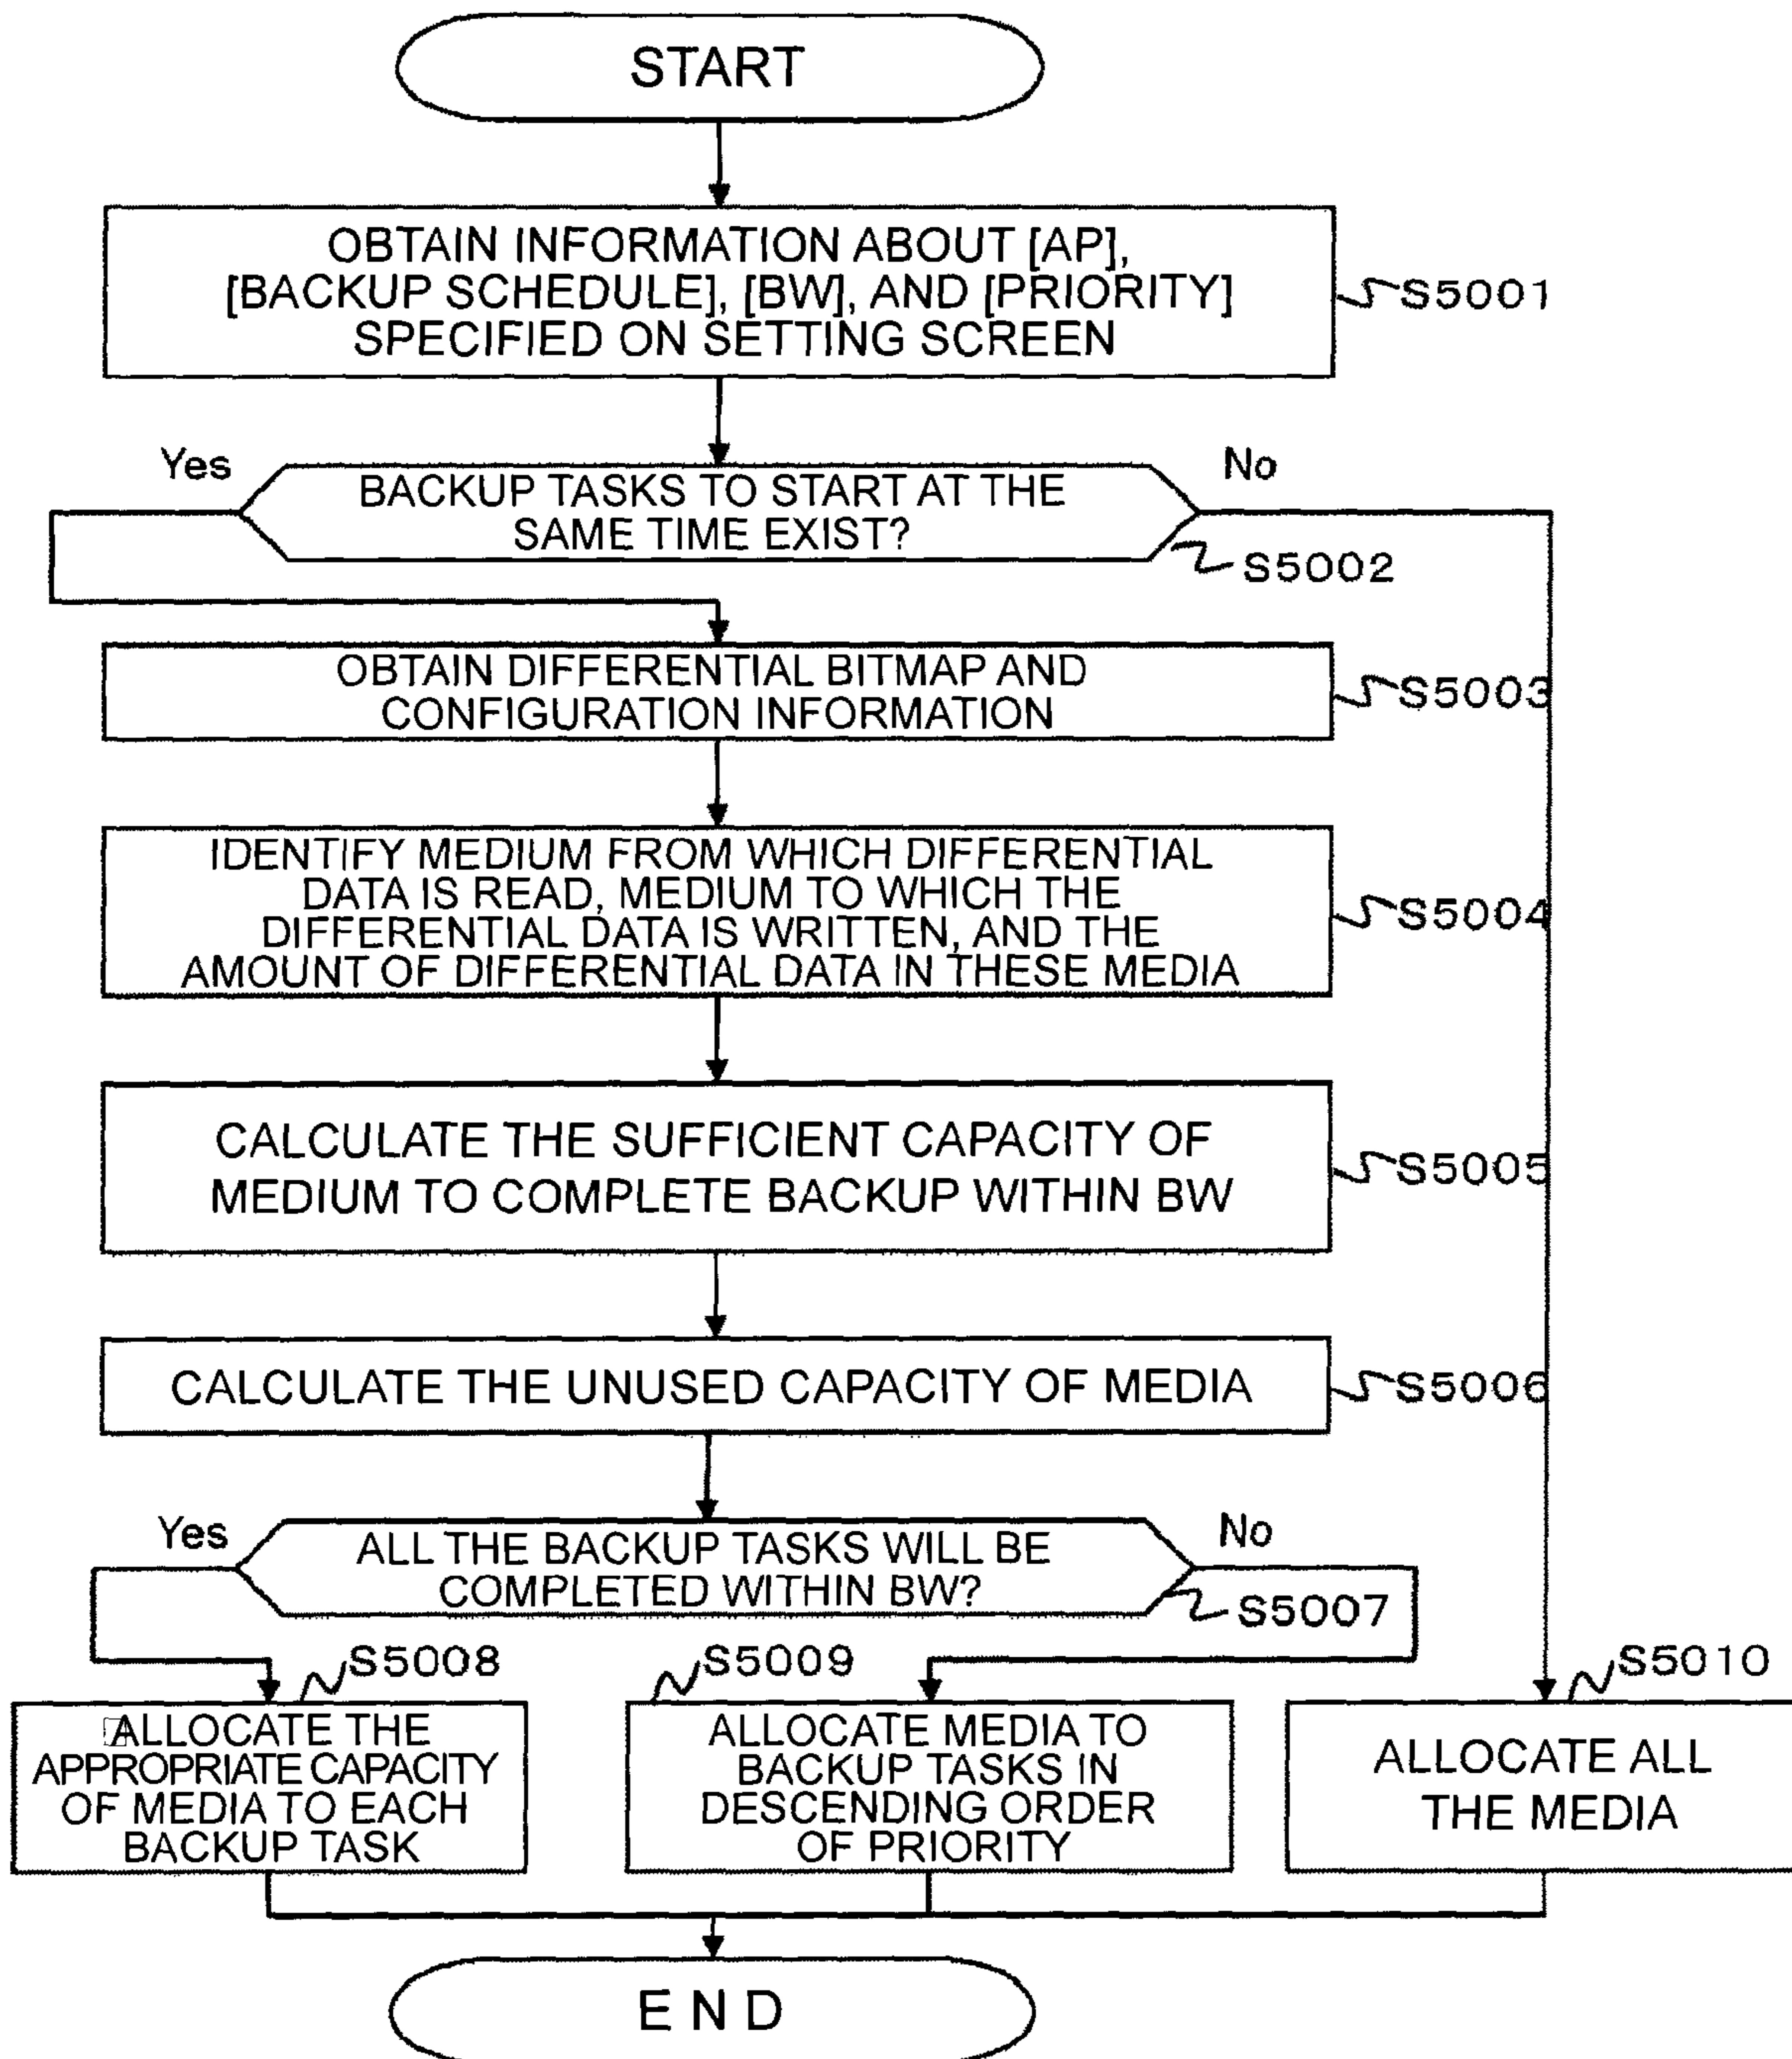 START
OBTAIN INFORMATION ABOUT [AP],
[BACKUP SCHEDULE], [BW], AND [PRIORITY]
SPECIFIED ON SETTING SCREEN
S5001
Yes
No
BACKUP TASKS TO START AT THE
SAME TIME EXIST?
S5002
OBTAIN DIFFERENTIAL BITMAP AND
CONFIGURATION INFORMATION
S5003
IDENTIFY MEDIUM FROM WHICH DIFFERENTIAL
DATA IS READ, MEDIUM TO WHICH THE
DIFFERENTIAL DATA IS WRITTEN, AND THE
AMOUNT OF DIFFERENTIAL DATA IN THESE MEDIA
S5004
CALCULATE THE SUFFICIENT CAPACITY OF
MEDIUM TO COMPLETE BACKUP WITHIN BW
S5005
CALCULATE THE UNUSED CAPACITY OF MEDIA
S5006
Yes
No
ALL THE BACKUP TASKS WILL BE
COMPLETED WITHIN BW?
S5007
S5008
ALLOCATE THE
APPROPRIATE CAPACITY
OF MEDIA TO EACH
BACKUP TASK
S5009
ALLOCATE MEDIA TO
BACKUP TASKS IN
DESCENDING ORDER
OF PRIORITY
S5010
ALLOCATE ALL
THE MEDIA
END